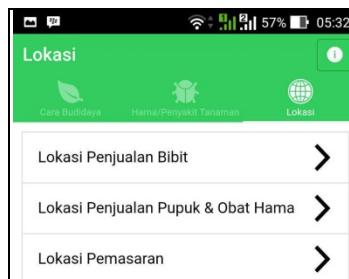 57% 05:32
Lokasi
Cara Budidaya Hama/Penyakit Tanaman Lokasi
Lokasi Penjualan Bibit
Lokasi Penjualan Pupuk & Obat Hama
Lokasi Pemasaran